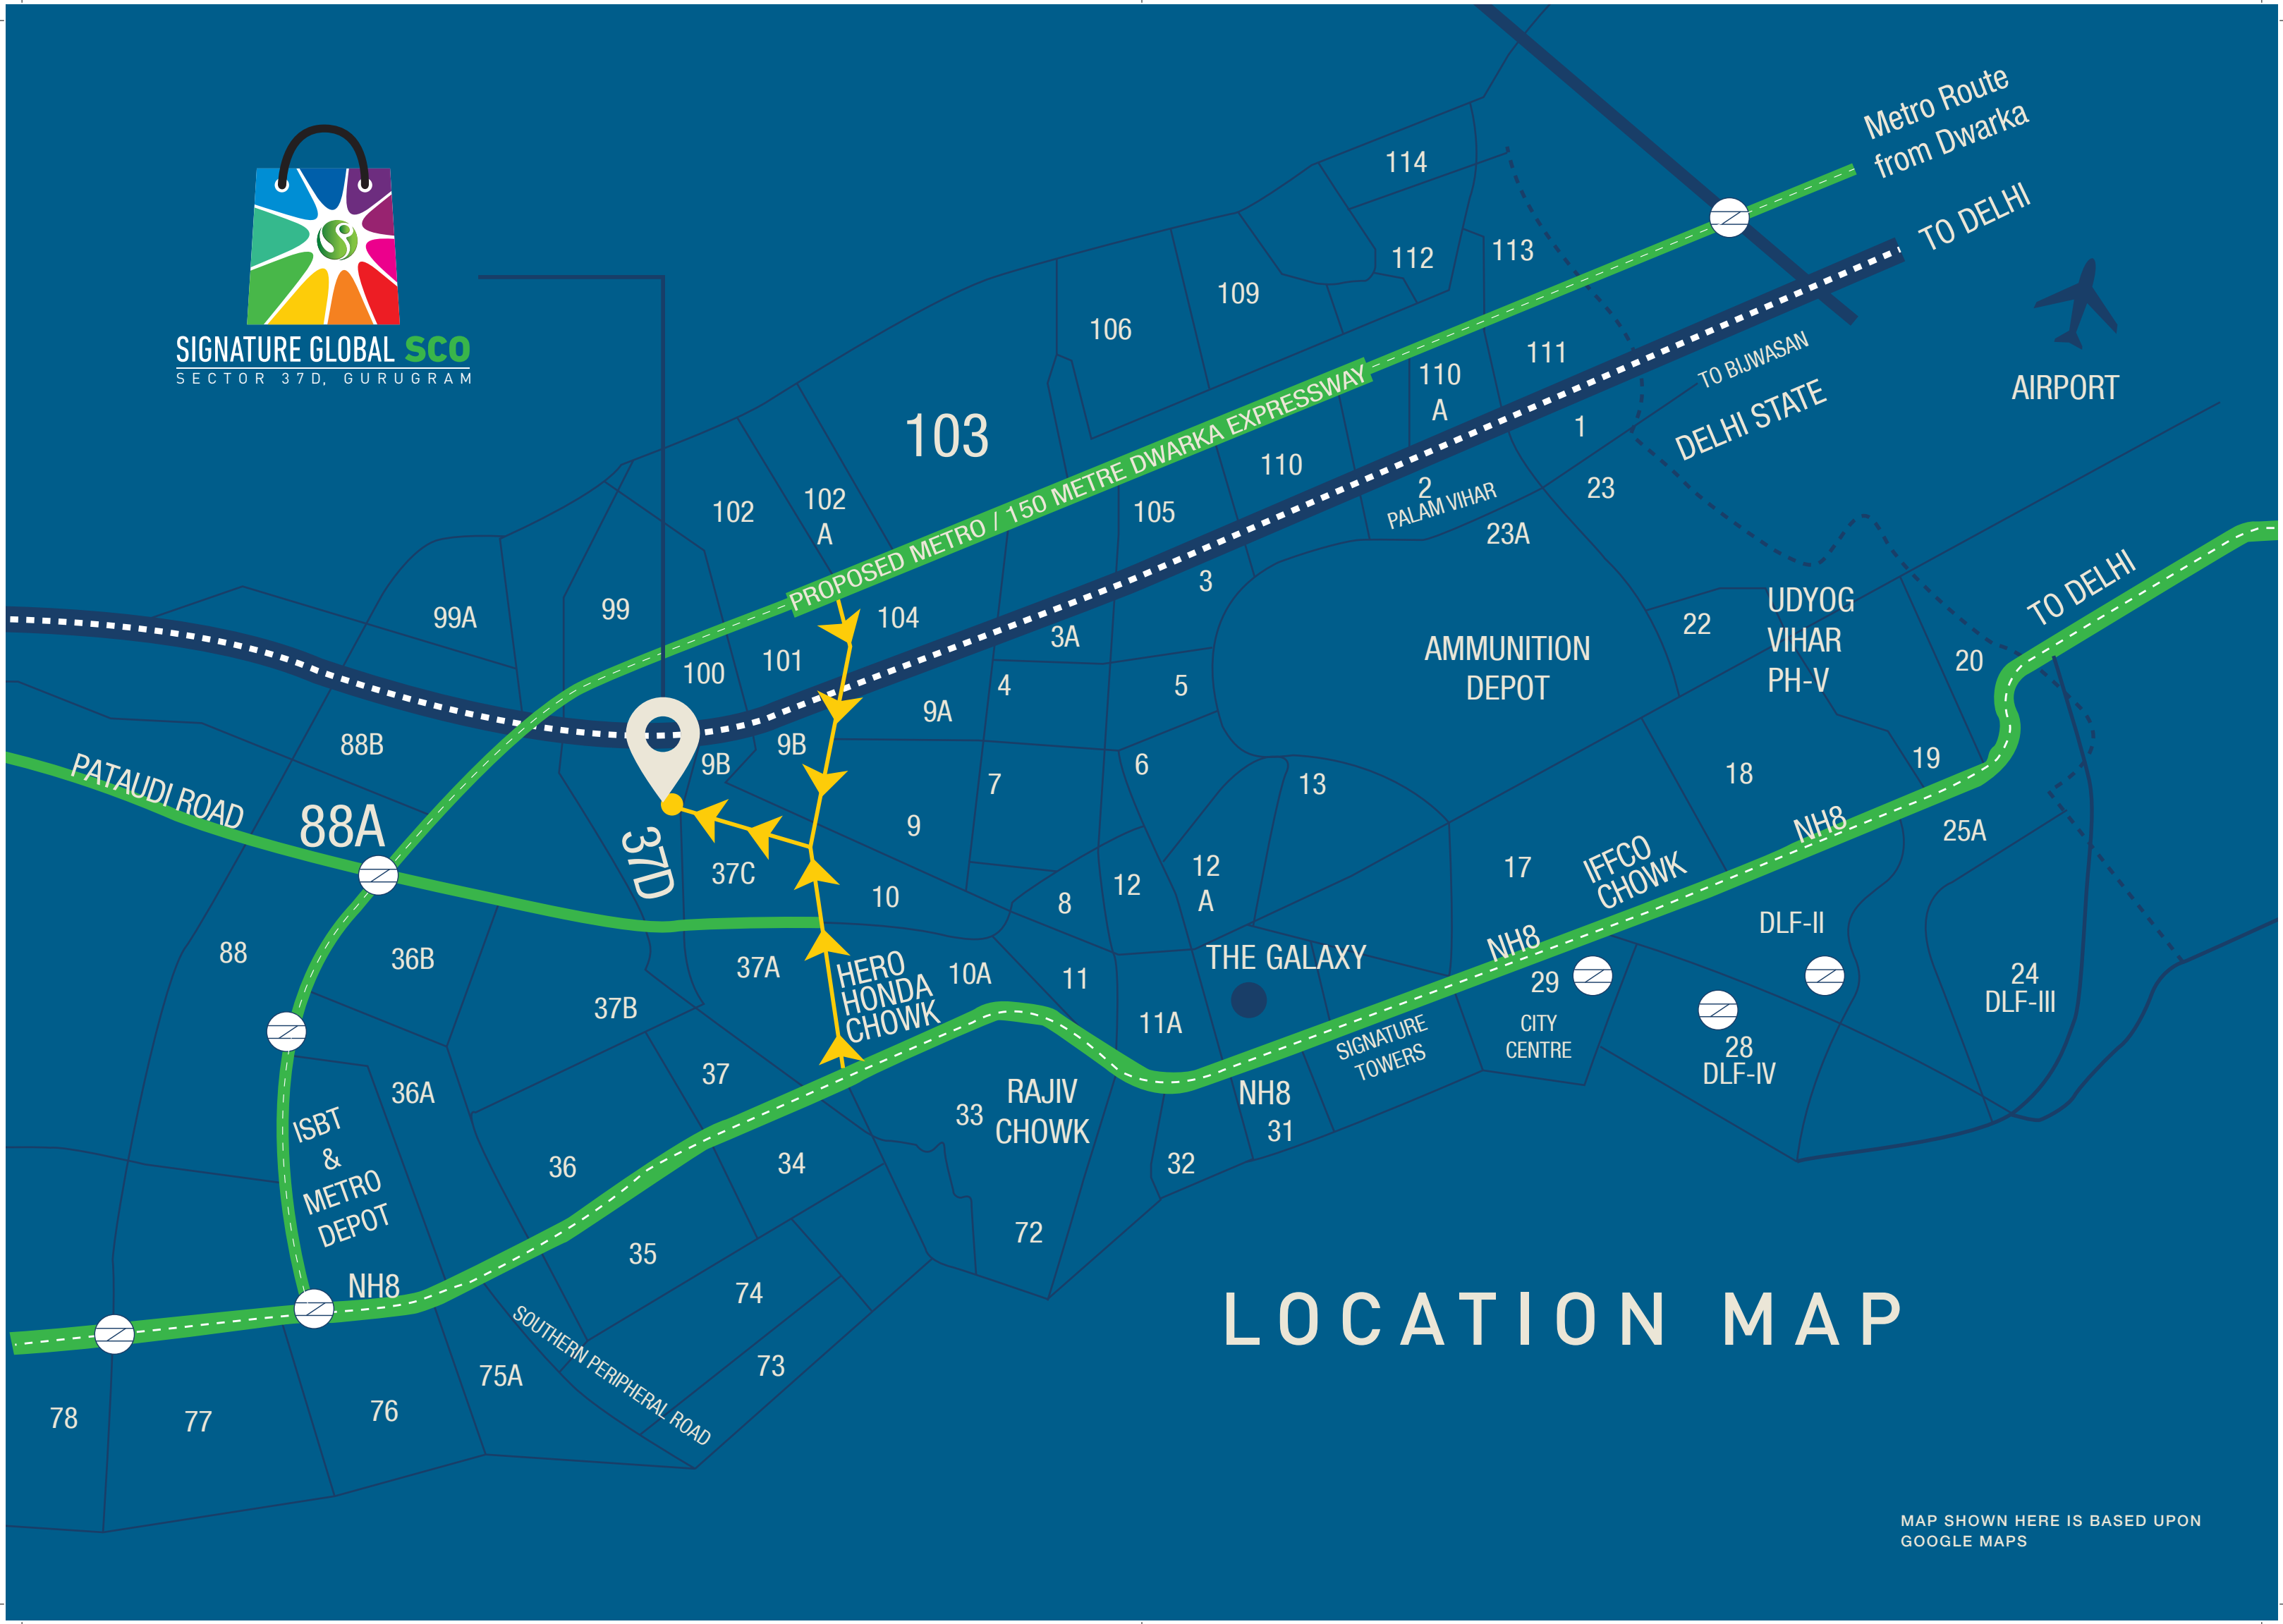 SIGNATURE GLOBAL SCO
SECTOR 37D, GURUGRAM
Metro Route
from Dwarka
TO DELHI
AIRPORT
TO BIJWASAN
DELHI STATE
114
112
113
109
106
111
110
A
103
PROPOSED METRO / 150 METRE DWARKA EXPRESSWAY
1
110
2
PALAM VIHAR
23
23A
102
102
A
105
99A
99
104
3
3A
101
100
4
5
9A
AMMUNITION
DEPOT
22
UDYOG
VIHAR
PH-V
20
TO DELHI
88B
9B
9B
PATAUDI ROAD
88A
7
6
13
18
19
NH8
25A
37D
37C
9
10
8
12
12
A
17
IFFCO
CHOWK
DLF-II
88
36B
37B
37A
HERO
HONDA
CHOWK
10A
11
THE GALAXY
NH8
29
CITY
CENTRE
24
DLF-III
11A
SIGNATURE
TOWERS
28
DLF-IV
36A
37
33
RAJIV
CHOWK
NH8
31
ISBT
&
METRO
DEPOT
36
34
32
72
35
NH8
74
SOUTHERN PERIPHERAL ROAD
73
75A
76
77
78
LOCATION MAP
MAP SHOWN HERE IS BASED UPON
GOOGLE MAPS